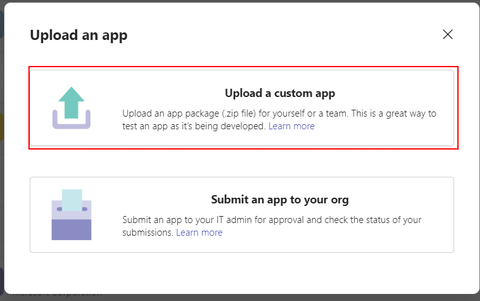 Upload an app
Upload a custom app
Upload an app package (.zip file) for yourself or a team. This is a great way to
test an app as it's being developed. Learn more
Submit an app to your org
Submit an app to your IT admin for approval and check the status of your
submissions. Learn more